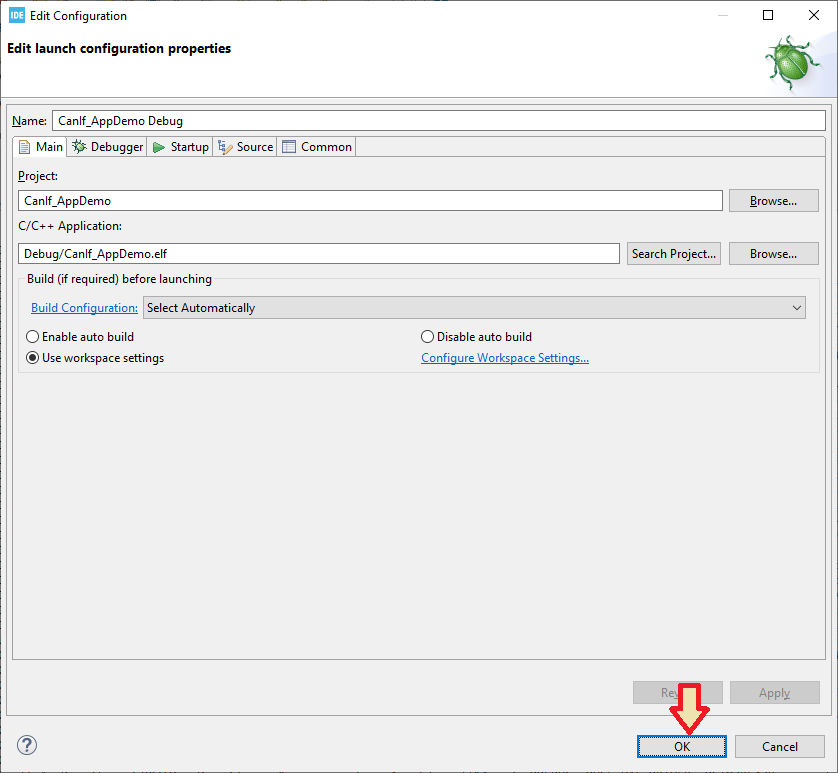 IDE Edit Configuration
Edit launch configuration properties
Name: CanIf_AppDemo Debug
Main Debugger Startup Source Common
Project:
CanIf_AppDemo Browse...
C/C++ Application:
Debug/CanIf_AppDemo.elf Search Project... Browse...
Build (if required) before launching
Build Configuration: Select Automatically
Enable auto build Disable auto build
Use workspace settings Configure Workspace Settings...
Apply
? OK Cancel